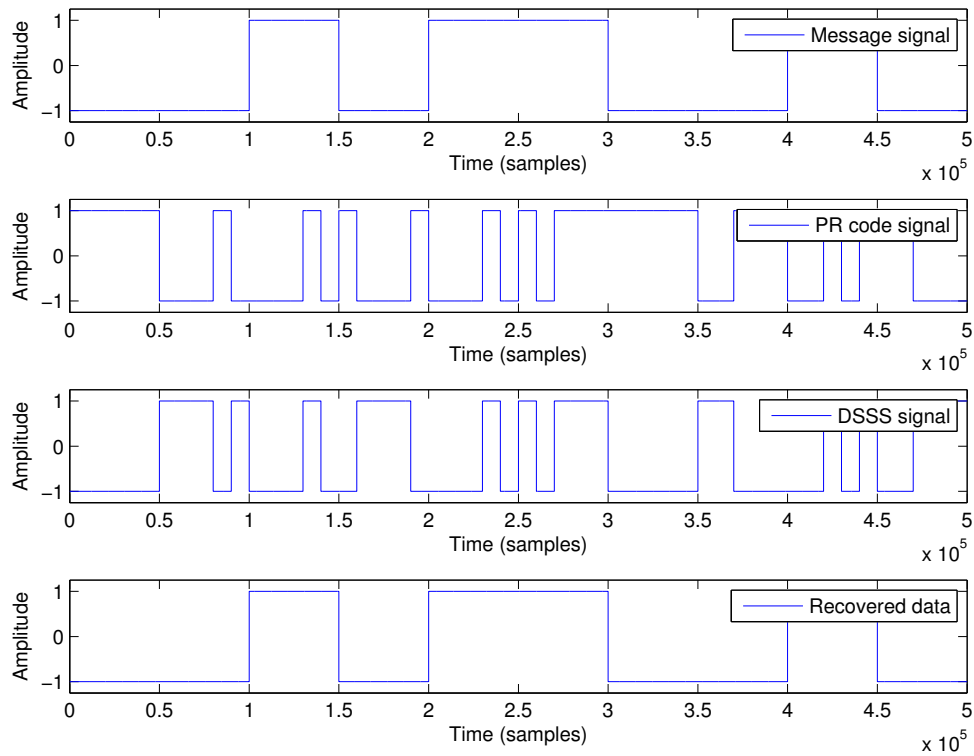 1
0
−1
Amplitude
Message signal
0 0.5 1 1.5 2 2.5 3 3.5 4 4.5 5
Time (samples)
x 10^5
1
0
−1
Amplitude
PR code signal
0 0.5 1 1.5 2 2.5 3 3.5 4 4.5 5
Time (samples)
x 10^5
1
0
−1
Amplitude
DSSS signal
0 0.5 1 1.5 2 2.5 3 3.5 4 4.5 5
Time (samples)
x 10^5
1
0
−1
Amplitude
Recovered data
0 0.5 1 1.5 2 2.5 3 3.5 4 4.5 5
Time (samples)
x 10^5